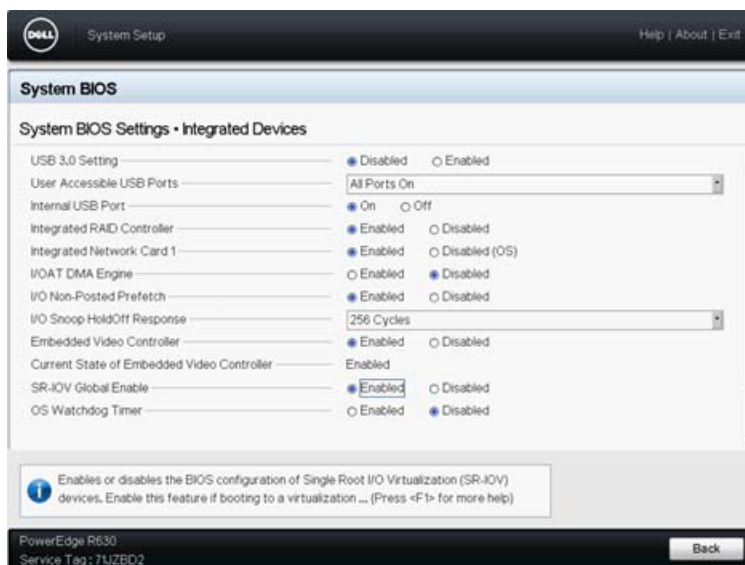 DELL
System Setup
Help | About | Exit
System BIOS
System BIOS Settings • Integrated Devices
USB 3.0 Setting Disabled Enabled
User Accessible USB Ports All Ports On
Internal USB Port On Off
Integrated RAID Controller Enabled Disabled
Integrated Network Card 1 Enabled Disabled (OS)
I/OAT DMA Engine Enabled Disabled
I/O Non-Posted Prefetch Enabled Disabled
I/O Snoop HoldOff Response 256 Cycles
Embedded Video Controller Enabled Disabled
Current State of Embedded Video Controller Enabled
SR-IOV Global Enable Enabled Disabled
OS Watchdog Timer Enabled Disabled
Enables or disables the BIOS configuration of Single Root I/O Virtualization (SR-IOV)
devices. Enable this feature if booting to a virtualization ... (Press <F1> for more help)
PowerEdge R630
Service Tag : 71JZBD2
Back